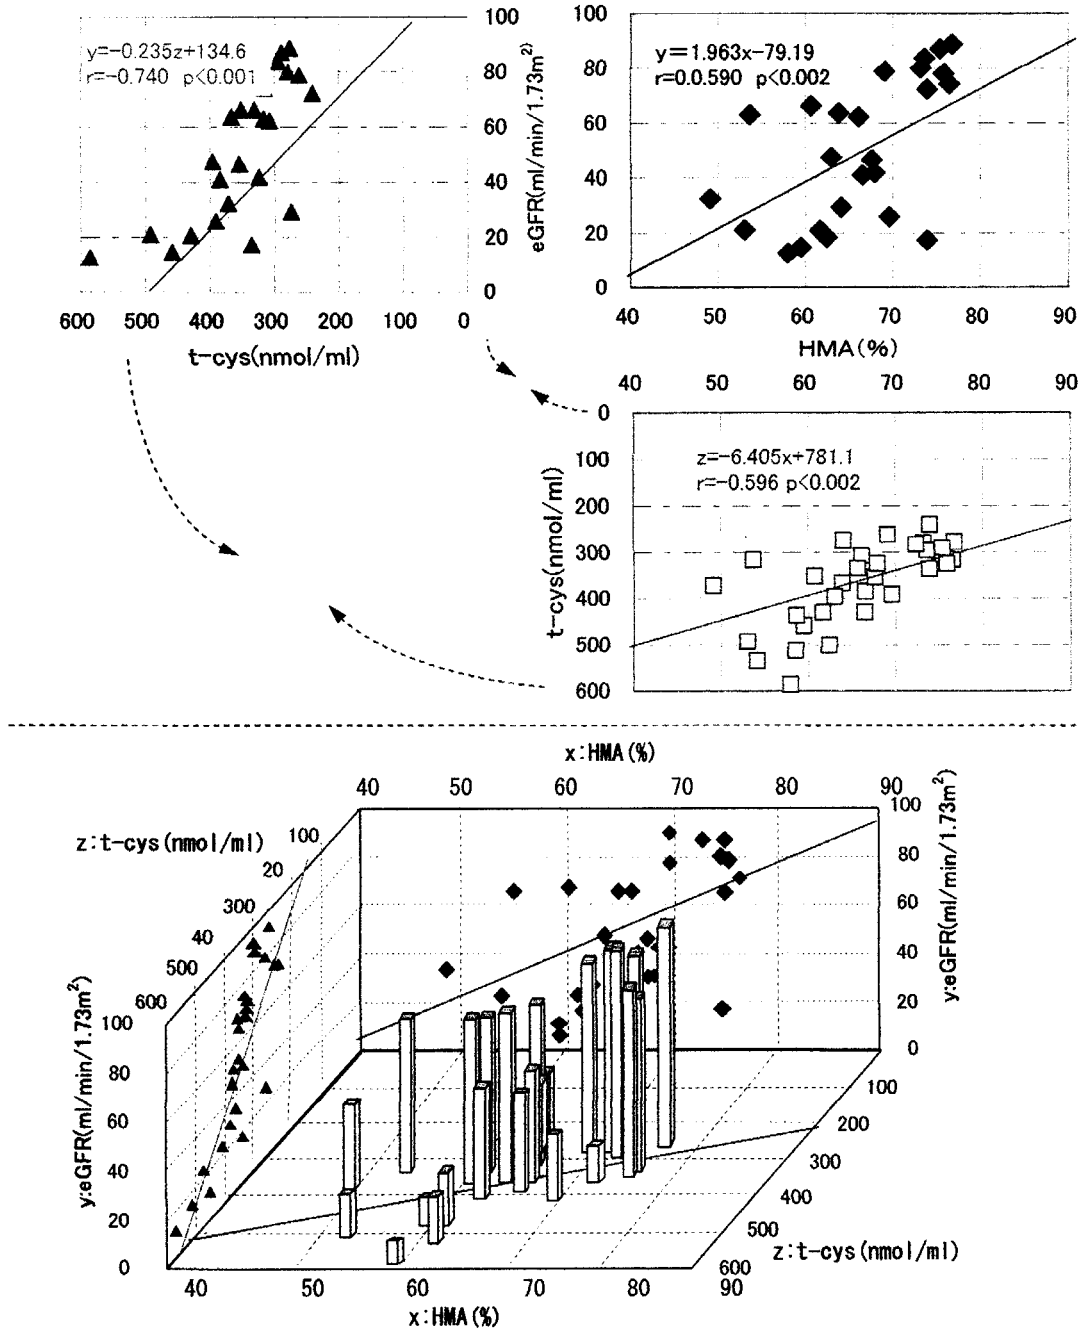 y=-0.235z+134.6
r=-0.740 p<0.001
100
80
60
40
20
0
eGFR(ml/min/1.73m2)
600 500 400 300 200 100 0
t-cys(nmol/ml)
y=1.963x-79.19
r=0.0.590 p<0.002
100
80
60
40
20
0
40 50 60 70 80 90
HMA(%)
40 50 60 70 80 90
0
100
200
300
400
500
600
t-cys(nmol/ml)
z=-6.405x+781.1
r=-0.596 p<0.002
x:HMA(%)
40 50 60 70 80 90
z:t-cys(nmol/ml)
100
20
300
40
500
600
100
80
60
40
20
0
y:eGFR(ml/min/1.73m2)
100
80
60
40
20
0
y:eGFR(ml/min/1.73m2)
100
200
300
400
500
600
z:t-cys(nmol/ml)
40 50 60 70 80 90
x:HMA(%)